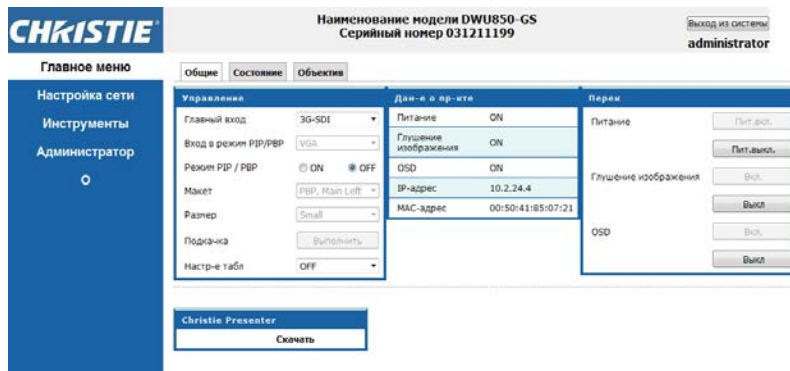 CHRISTIE
Наименование модели DWU850-GS
Серийный номер 031211199
Выход из системы
administrator
Главное меню
Настройка сети
Инструменты
Администратор
О
Общие Состояние Объектив
Управление
Главный вход 3G-SDI
Вход в режим PIP/PBP VGA
Режим PIP / PBP ON OFF
Макет PBP, Main Left
Размер Small
Подкачка Выполнить
Настр-е табл OFF
Дан-е о пр-кте
Питание ON
Глушение
изображения ON
OSD ON
IP-адрес 10.2.24.4
MAC-адрес 00:50:41:85:07:21
Перек
Питание Пит.вкл.
Пит.выкл.
Глушение изображения Вкл.
Выкл
OSD Вкл.
Выкл
Christie Presenter
Скачать